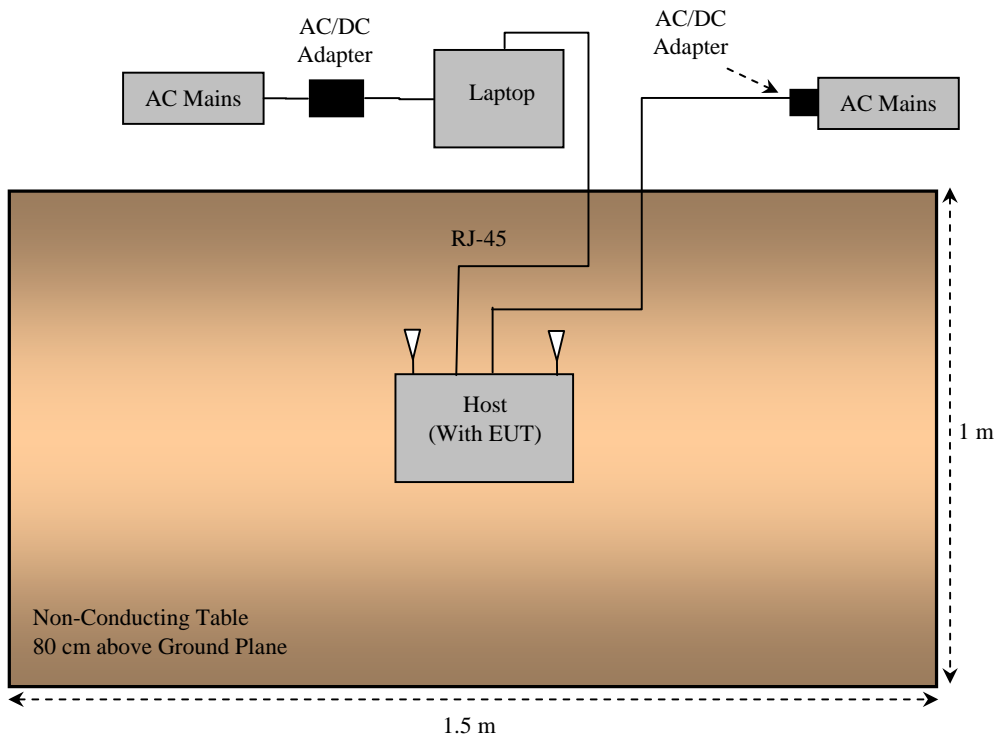 AC/DC
Adapter
AC/DC
Adapter
AC Mains
Laptop
AC Mains
RJ-45
Host
(With EUT)
1 m
Non-Conducting Table
80 cm above Ground Plane
1.5 m